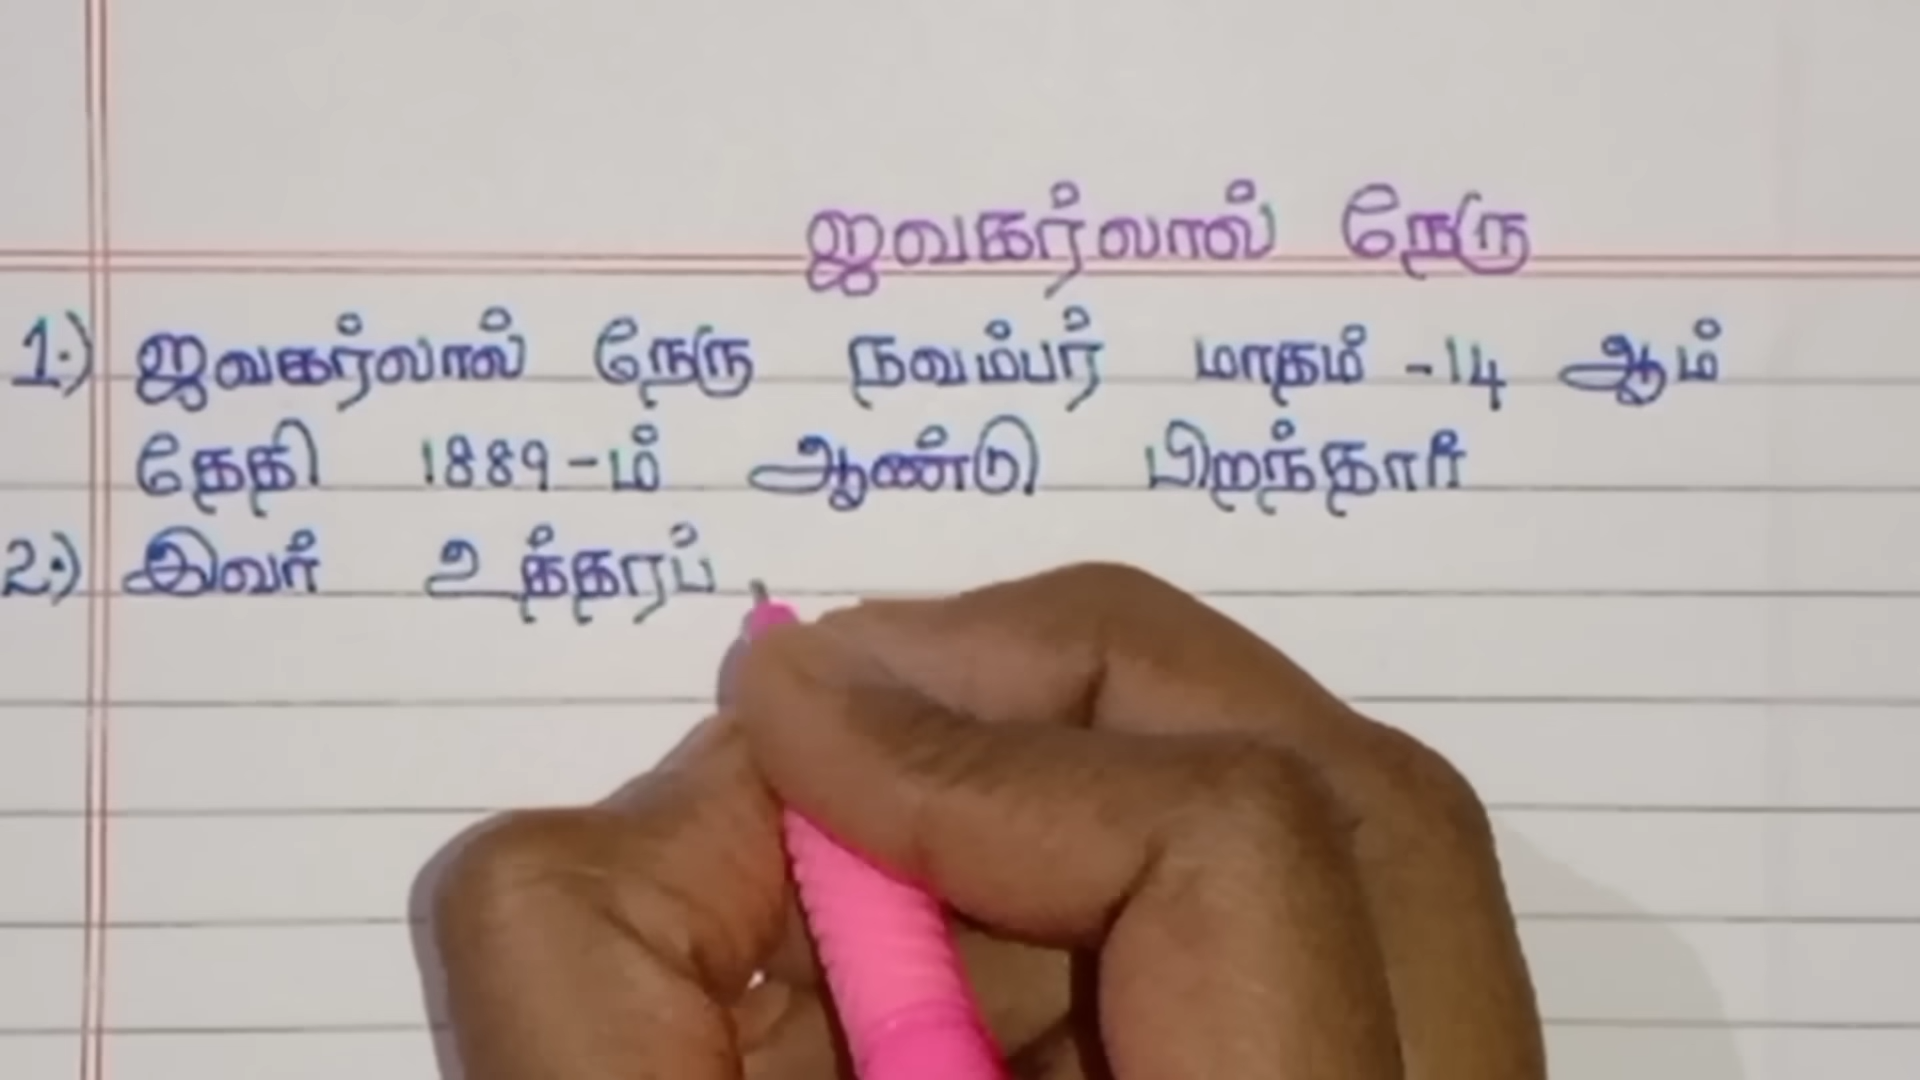 ஜவகர்லால் நேரு
1.) ஜவகர்லால் நேரு நவம்பர் மாதம் -14 ஆம்
தேதி 1889-ம் ஆண்டு பிறந்தார்
2.) இவர் உத்தரப்